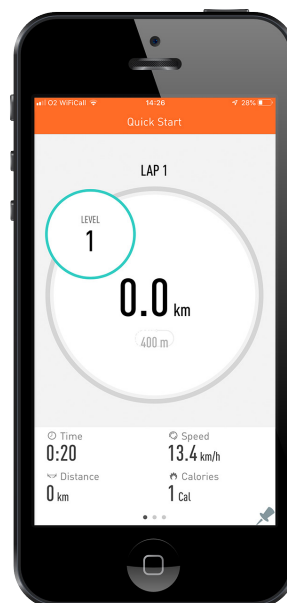 O2 WiFiCall 14:26 28%
Quick Start
LAP 1
LEVEL
1
0.0 km
400 m
Time Speed
0:20 13.4 km/h
Distance Calories
0 km 1 Cal